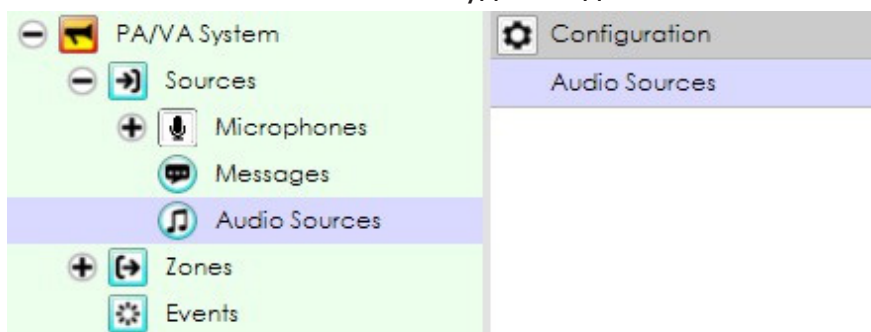 PA/VA System
Sources
Microphones
Messages
Audio Sources
Zones
Events
Configuration
Audio Sources